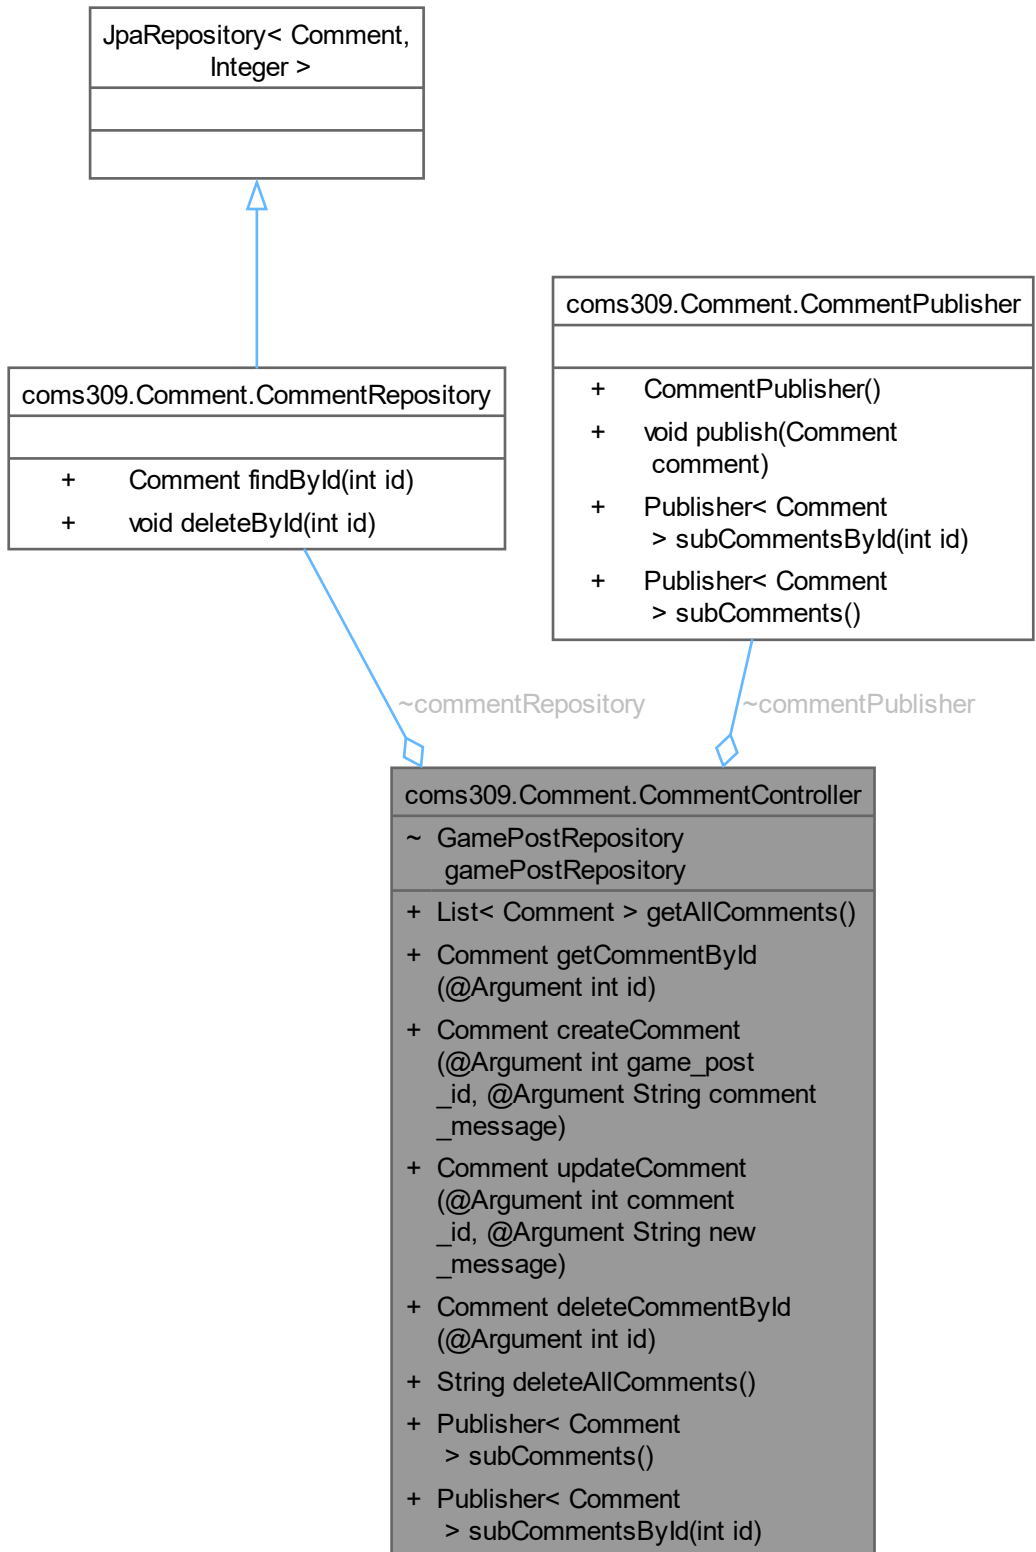 JpaRepository< Comment,
Integer >
coms309.Comment.CommentPublisher
+ CommentPublisher()
+ void publish(Comment
comment)
+ Publisher< Comment
> subCommentsById(int id)
+ Publisher< Comment
> subComments()
coms309.Comment.CommentRepository
+ Comment findById(int id)
+ void deleteById(int id)
~commentRepository
~commentPublisher
coms309.Comment.CommentController
~ GamePostRepository
gamePostRepository
+ List< Comment > getAllComments()
+ Comment getCommentById
(@Argument int id)
+ Comment createComment
(@Argument int game_post
_id, @Argument String comment
_message)
+ Comment updateComment
(@Argument int comment
_id, @Argument String new
_message)
+ Comment deleteCommentById
(@Argument int id)
+ String deleteAllComments()
+ Publisher< Comment
> subComments()
+ Publisher< Comment
> subCommentsById(int id)